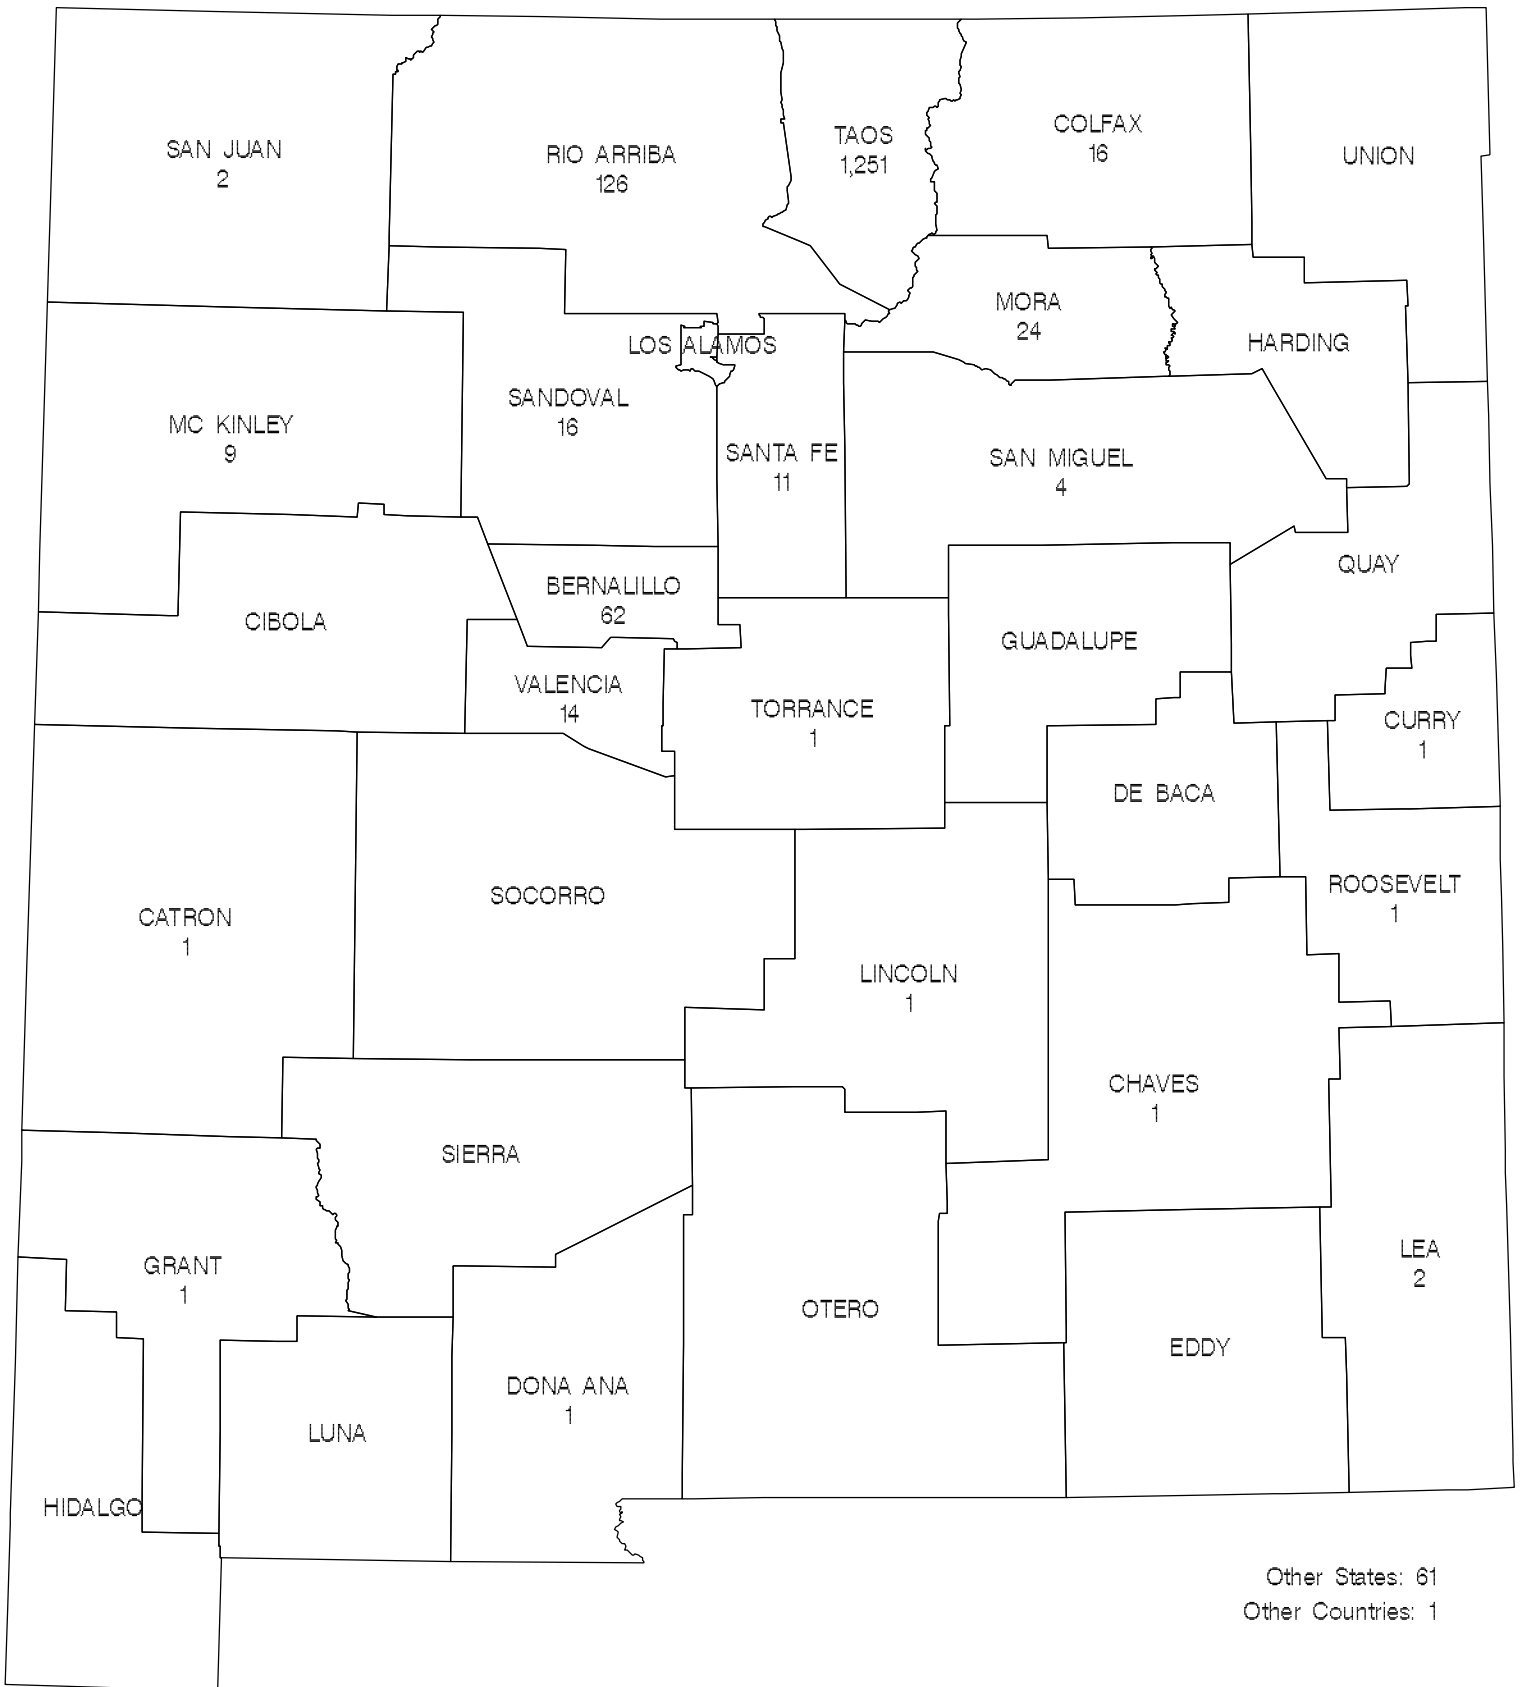 SAN JUAN
2
RIO ARRIBA
126
TAOS
1,251
COLFAX
16
UNION
MORA
24
HARDING
LOS ALAMOS
SANDOVAL
16
MC KINLEY
9
SANTA FE
11
SAN MIGUEL
4
QUAY
BERNALILLO
62
CIBOLA
GUADALUPE
VALENCIA
14
TORRANCE
1
CURRY
1
DE BACA
SOCORRO
ROOSEVELT
1
CATRON
1
LINCOLN
1
CHAVES
1
SIERRA
GRANT
1
LEA
2
OTERO
EDDY
DONA ANA
1
LUNA
HIDALGO
Other States: 61
Other Countries: 1